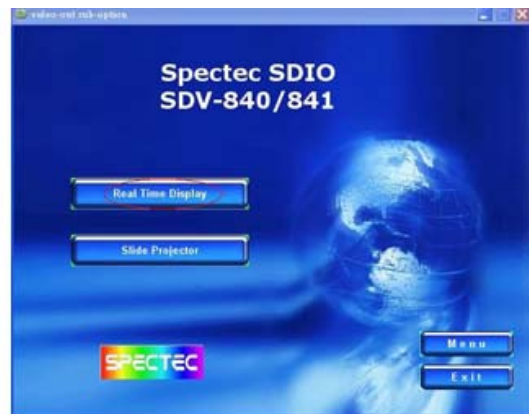 video-out sub-option
Spectec SDIO
SDV-840/841
Real Time Display
Slide Projector
SPECTEC
Menu
Exit